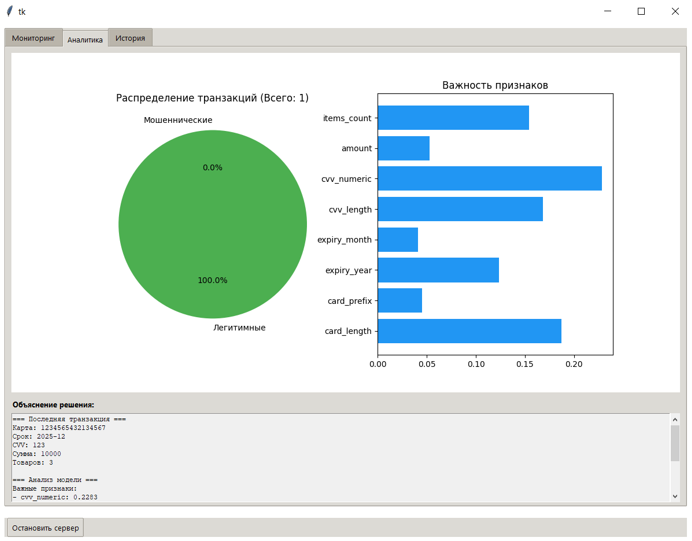 tk
Мониторинг
Аналитика
История
Распределение транзакций (Всего: 1)
Мошеннические
0.0%
100.0%
Легитимные
Важность признаков
items_count
amount
cvv_numeric
cvv_length
expiry_month
expiry_year
card_prefix
card_length
0.00 0.05 0.10 0.15 0.20
Объяснение решения:
=== Последняя транзакция ===
Карта: 1234565432134567
Срок: 2025-12
CVV: 123
Сумма: 10000
Товаров: 3
=== Анализ модели ===
Важные признаки:
- cvv_numeric: 0.2283
Остановить сервер